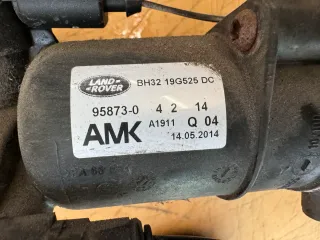 LAND-
ROVER
BH32 19G525 DC
95873-0 4 2 14
AMK A1911 Q 04
14.05.2014